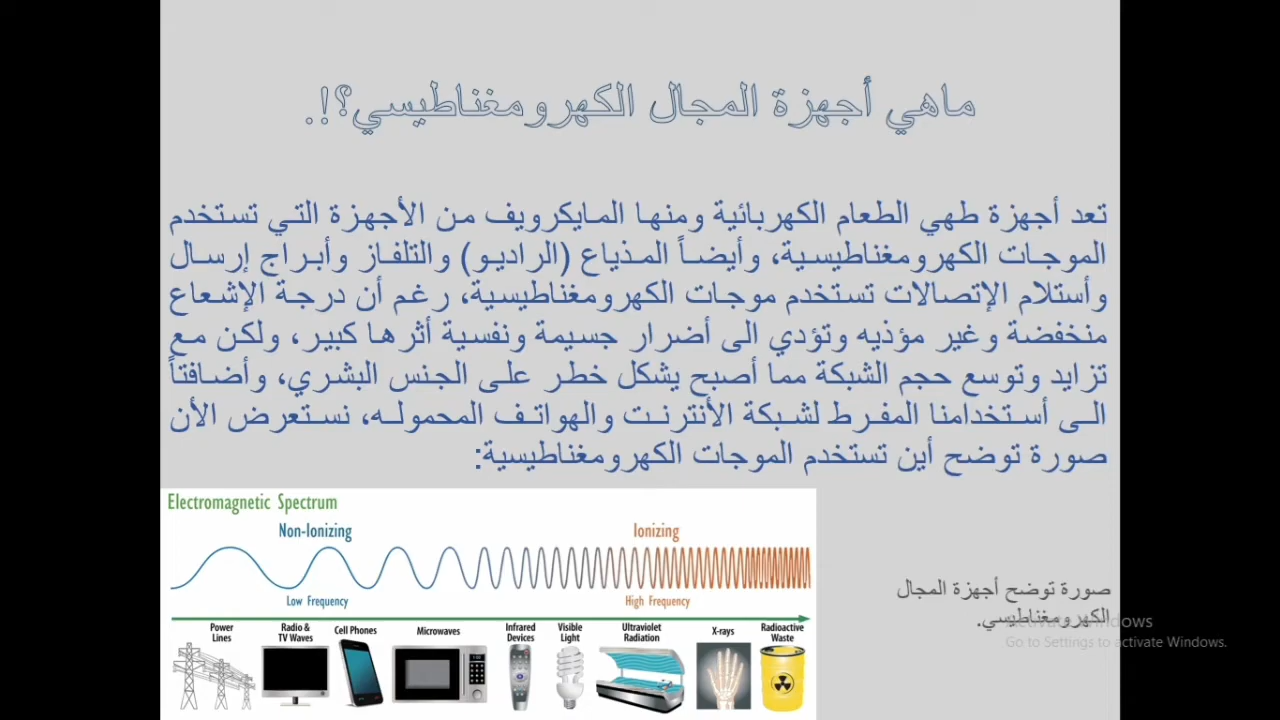 ماهي أجهزة المجال الكهرومغناطيسي؟!.
تعد أجهزة طهي الطعام الكهربائية ومنها المايكرويف من الأجهزة التي تستخدم
الموجات الكهرومغناطيسية، وأيضاً المذياع (الراديو) والتلفاز وأبراج إرسال
وأستلام الإتصالات تستخدم موجات الكهرومغناطيسية، رغم أن درجة الإشعاع
منخفضة وغير مؤذيه وتؤدي الى أضرار جسيمة ونفسية أثرها كبير، ولكن مع
تزايد وتوسع حجم الشبكة مما أصبح يشكل خطر على الجنس البشري، وأضافتاً
الى أستخدامنا المفرط لشبكة الأنترنت والهواتف المحموله، نستعرض الأن
صورة توضح أين تستخدم الموجات الكهرومغناطيسية:
Electromagnetic Spectrum
Non-Ionizing Ionizing
Low Frequency High Frequency
Power Lines
Radio & TV Waves
Cell Phones
Microwaves
Infrared Devices
Visible Light
Ultraviolet Radiation
X-rays
Radioactive Waste
صورة توضح أجهزة المجال
الكهرومغناطيسي.
Go to Settings to activate Windows.